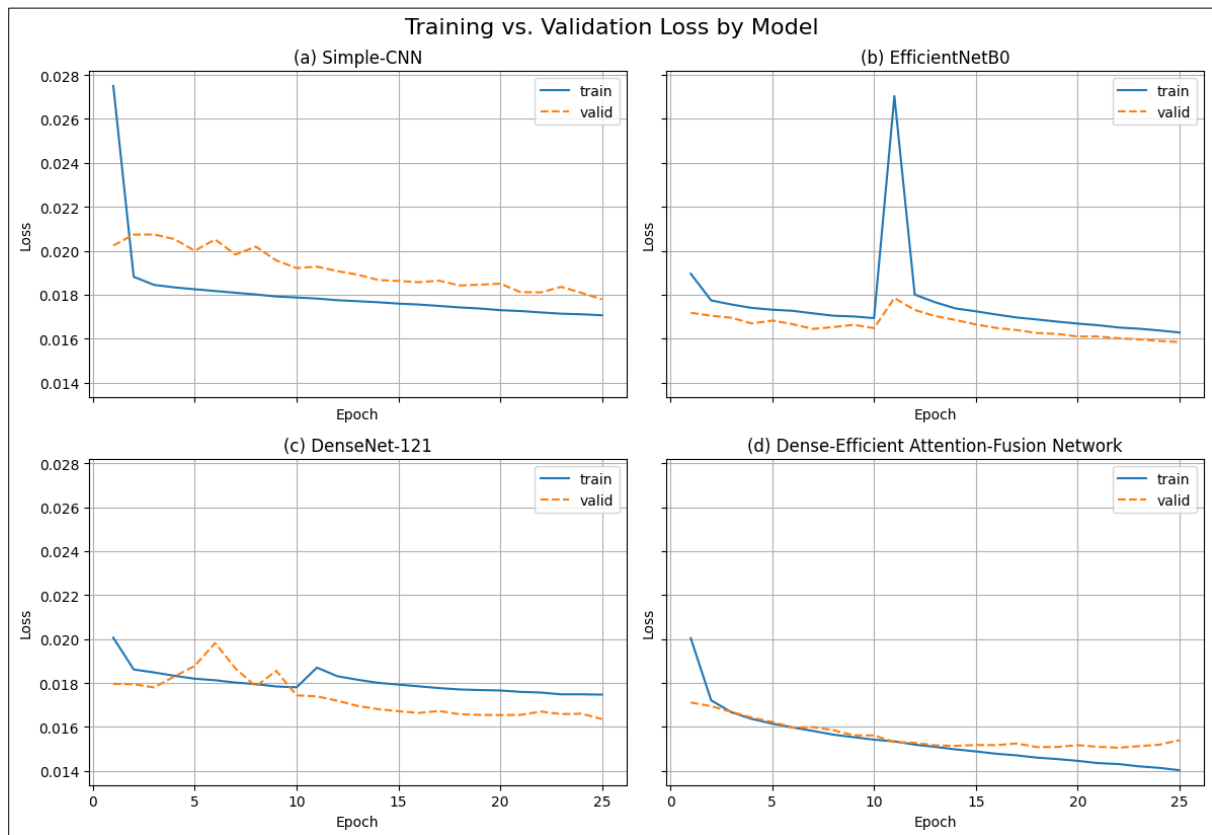 Training vs. Validation Loss by Model
(a) Simple-CNN
0.028
0.026
0.024
0.022
0.020
0.018
0.016
0.014
Loss
Epoch
train
valid
(b) EfficientNetB0
Loss
Epoch
train
valid
(c) DenseNet-121
0.028
0.026
0.024
0.022
0.020
0.018
0.016
0.014
Loss
0 5 10 15 20 25
Epoch
train
valid
(d) Dense-Efficient Attention-Fusion Network
Loss
0 5 10 15 20 25
Epoch
train
valid